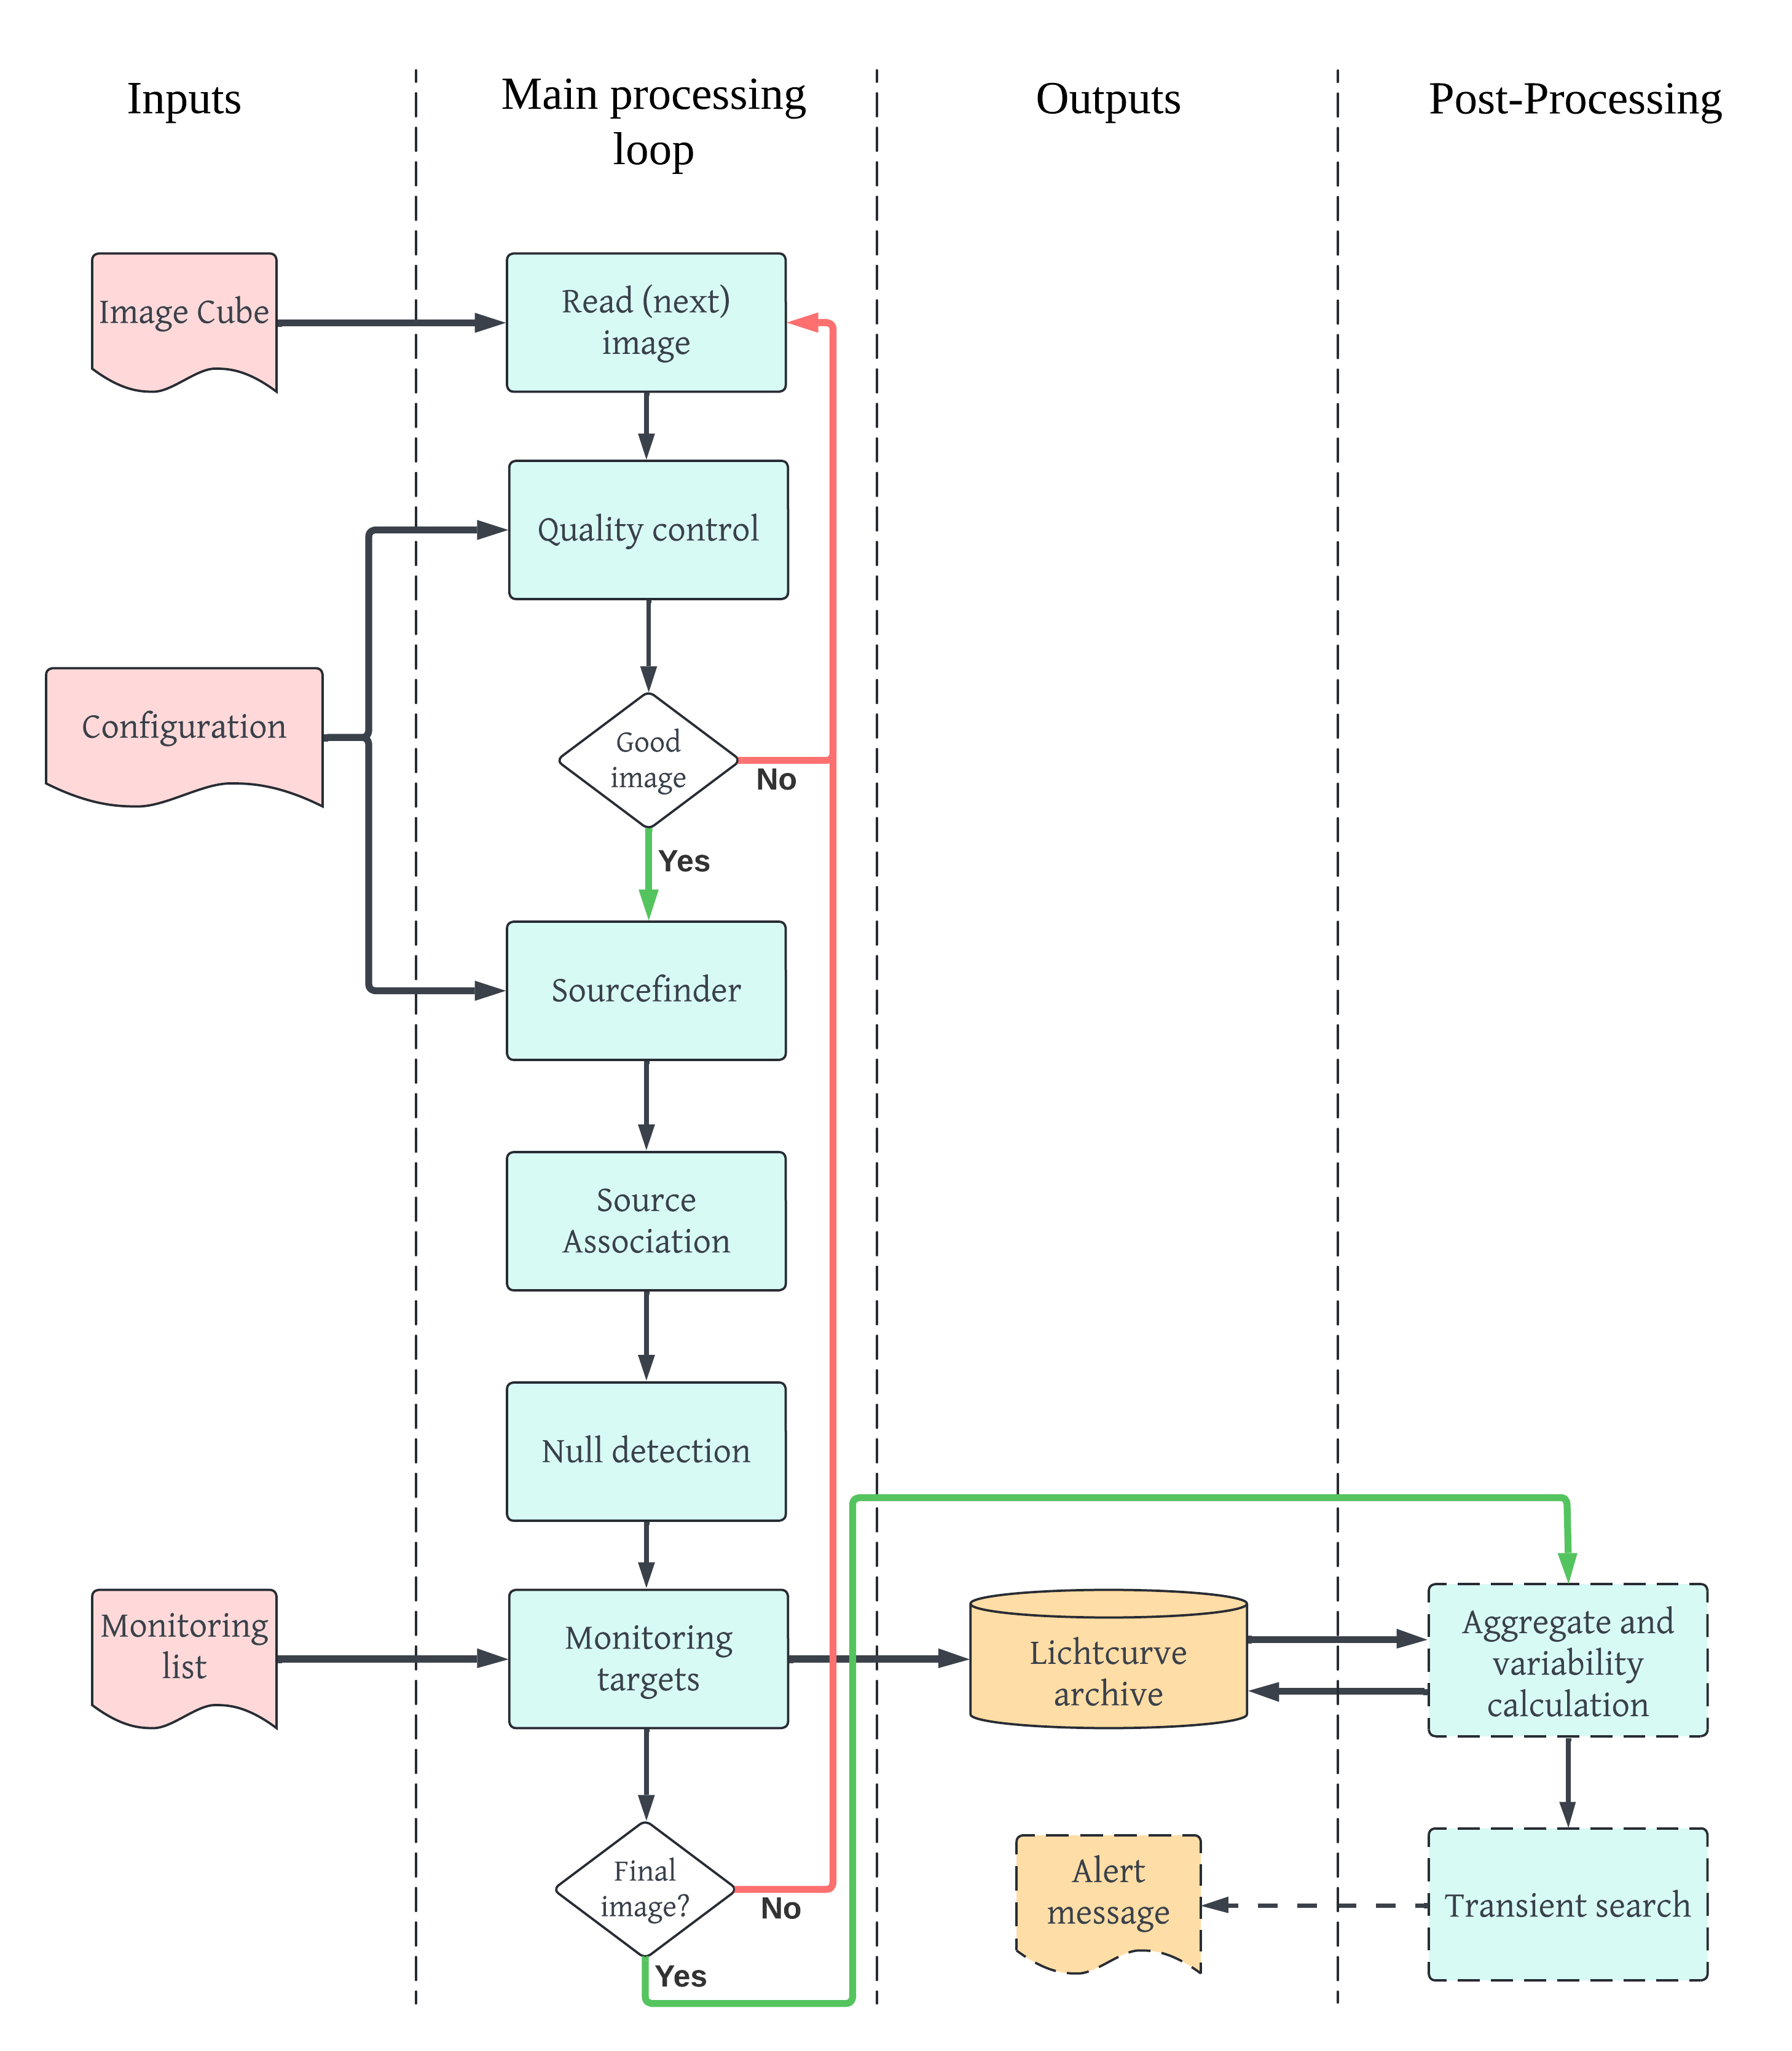 Inputs
Main processing
loop
Outputs
Post-Processing
Image Cube
Read (next)
image
Quality control
Configuration
Good
image
No
Yes
Sourcefinder
Source
Association
Null detection
Monitoring
list
Monitoring
targets
Lichtcurve
archive
Aggregate and
variability
calculation
Final
image?
No
Yes
Alert
message
Transient search